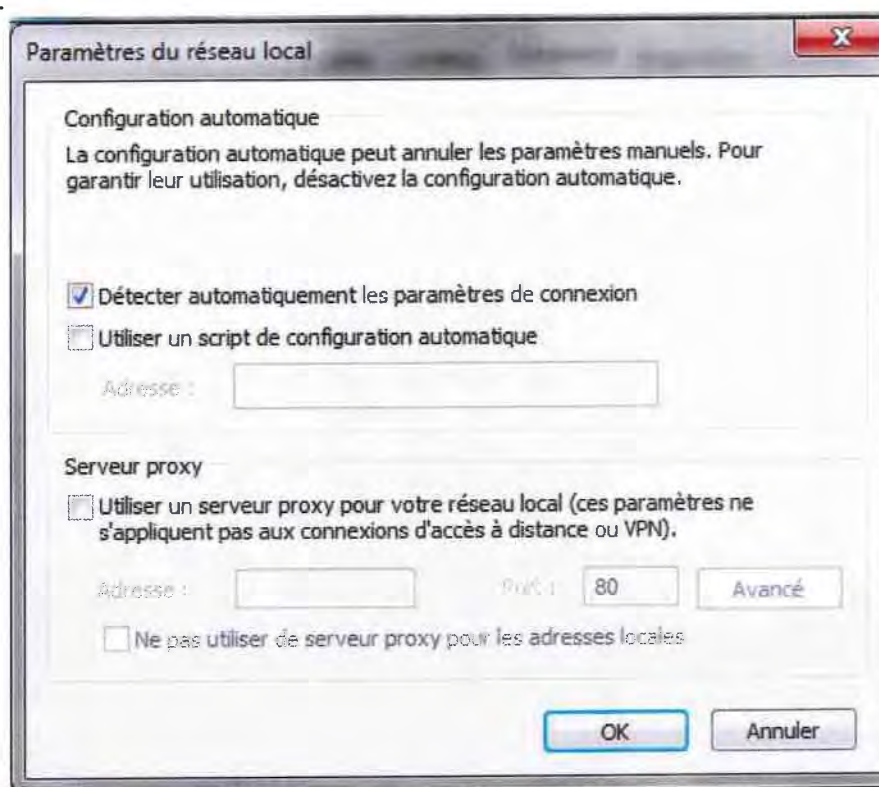 Paramètres du réseau local
Configuration automatique
La configuration automatique peut annuler les paramètres manuels. Pour
garantir leur utilisation, désactivez la configuration automatique.
Détecter automatiquement les paramètres de connexion
Utiliser un script de configuration automatique
Adresse :
Serveur proxy
Utiliser un serveur proxy pour votre réseau local (ces paramètres ne
s'appliquent pas aux connexions d'accès à distance ou VPN).
Adresse : Port : 80 Avancé
Ne pas utiliser de serveur proxy pour les adresses locales
OK Annuler